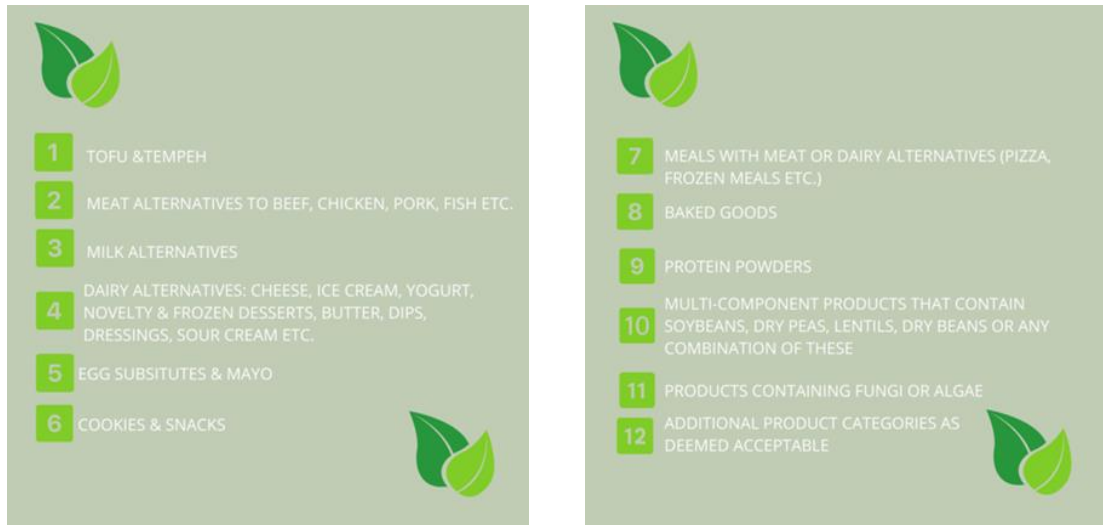 1 TOFU &TEMPEH
2 MEAT ALTERNATIVES TO BEEF, CHICKEN, PORK, FISH ETC.
3 MILK ALTERNATIVES
4 DAIRY ALTERNATIVES: CHEESE, ICE CREAM, YOGURT,
NOVELTY & FROZEN DESSERTS, BUTTER, DIPS,
DRESSINGS, SOUR CREAM ETC.
5 EGG SUBSITUTES & MAYO
6 COOKIES & SNACKS
7 MEALS WITH MEAT OR DAIRY ALTERNATIVES (PIZZA,
FROZEN MEALS ETC.)
8 BAKED GOODS
9 PROTEIN POWDERS
10 MULTI-COMPONENT PRODUCTS THAT CONTAIN
SOYBEANS, DRY PEAS, LENTILS, DRY BEANS OR ANY
COMBINATION OF THESE
11 PRODUCTS CONTAINING FUNGI OR ALGAE
12 ADDITIONAL PRODUCT CATEGORIES AS
DEEMED ACCEPTABLE